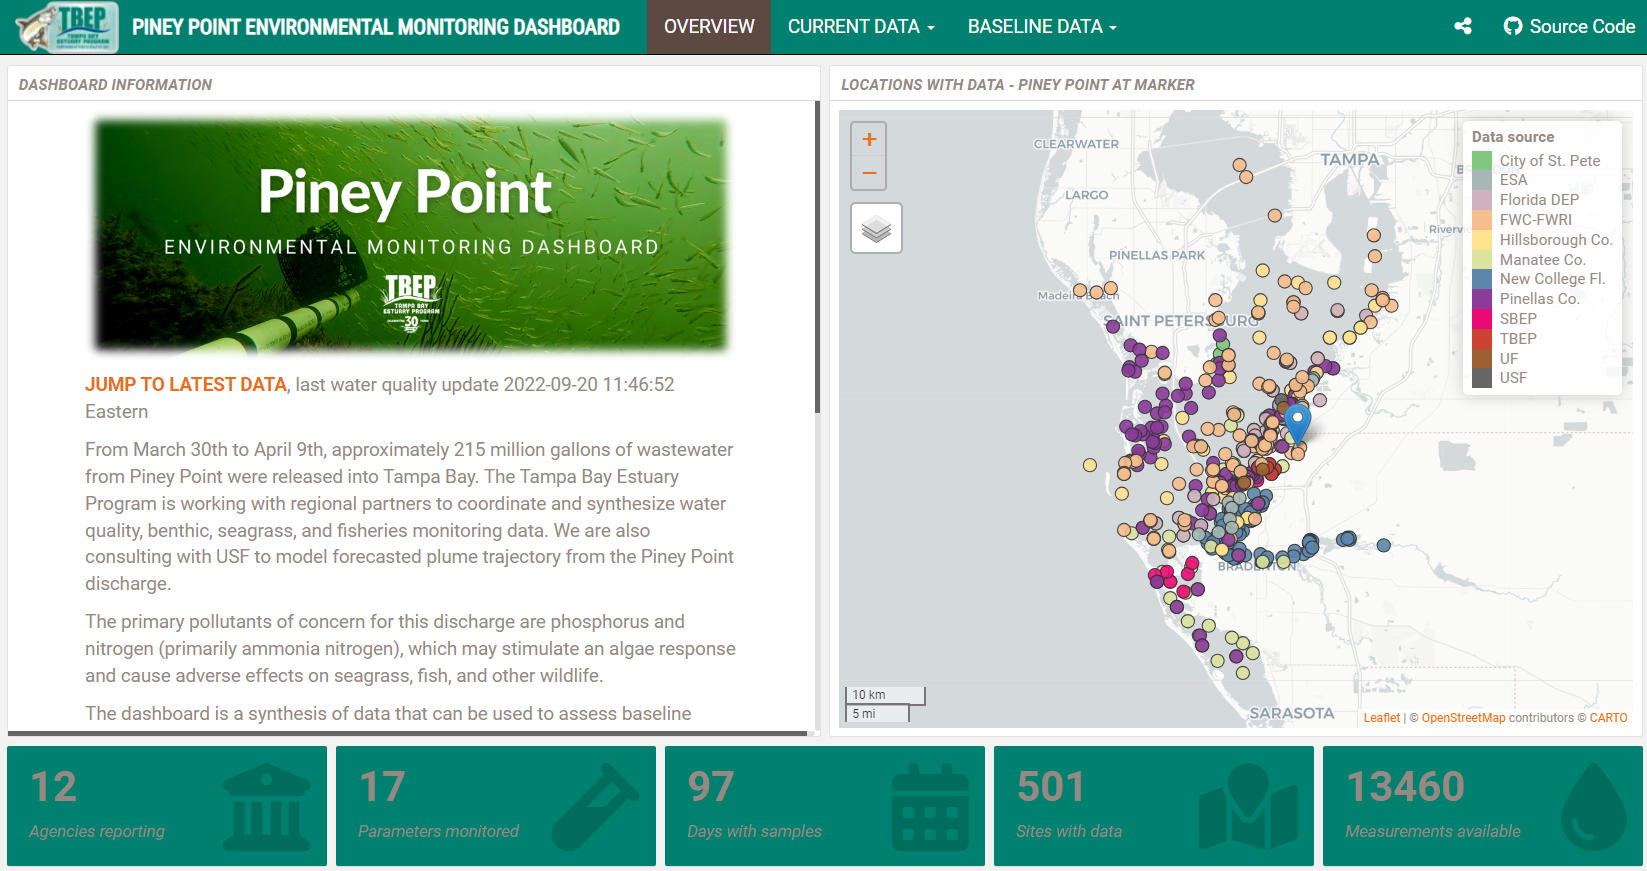 TBEP
TAMPA BAY
ESTUARY PROGRAM
PINEY POINT ENVIRONMENTAL MONITORING DASHBOARD
OVERVIEW
CURRENT DATA
BASELINE DATA
Source Code
DASHBOARD INFORMATION
Piney Point
ENVIRONMENTAL MONITORING DASHBOARD
TBEP
TAMPA BAY
ESTUARY PROGRAM
30
JUMP TO LATEST DATA, last water quality update 2022-09-20 11:46:52
Eastern
From March 30th to April 9th, approximately 215 million gallons of wastewater
from Piney Point were released into Tampa Bay. The Tampa Bay Estuary
Program is working with regional partners to coordinate and synthesize water
quality, benthic, seagrass, and fisheries monitoring data. We are also
consulting with USF to model forecasted plume trajectory from the Piney Point
discharge.
The primary pollutants of concern for this discharge are phosphorus and
nitrogen (primarily ammonia nitrogen), which may stimulate an algae response
and cause adverse effects on seagrass, fish, and other wildlife.
The dashboard is a synthesis of data that can be used to assess baseline
LOCATIONS WITH DATA - PINEY POINT AT MARKER
+
−
CLEARWATER
TAMPA
LARGO
PINELLAS PARK
Madeira Beach
SAINT PETERSBURG
BRADENTON
SARASOTA
Riverv
Data source
City of St. Pete
ESA
Florida DEP
FWC-FWRI
Hillsborough Co.
Manatee Co.
New College Fl.
Pinellas Co.
SBEP
TBEP
UF
USF
10 km
5 mi
Leaflet | © OpenStreetMap contributors © CARTO
12
Agencies reporting
17
Parameters monitored
97
Days with samples
501
Sites with data
13460
Measurements available